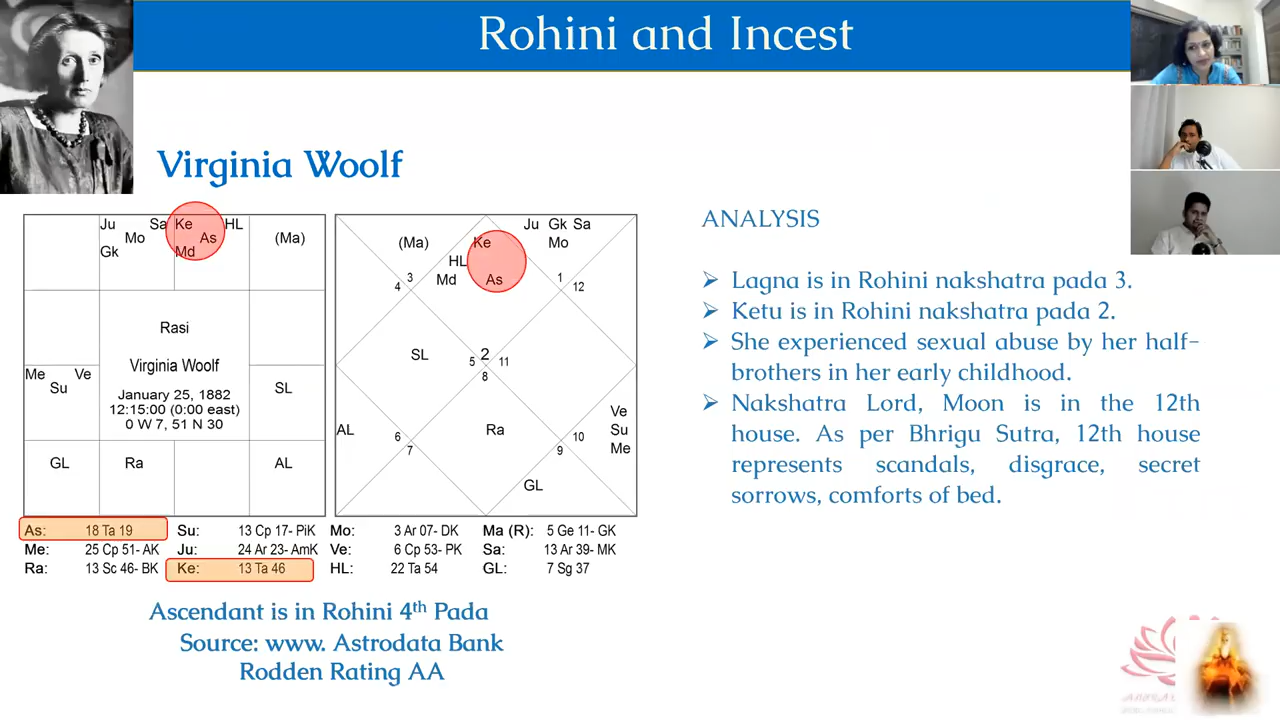 Rohini and Incest
Virginia Woolf
Ju Sa Ke HL
Mo As (Ma)
Gk Md
Rasi
Virginia Woolf
Me Ve
Su
January 25, 1882
12:15:00 (0:00 east)
0 W 7, 51 N 30
SL
GL Ra AL
Ju Gk Sa
(Ma) Ke Mo
HL
Md As
3 1
4 12
SL
5 2 11
8
Ve
AL Ra Su
Me
6 10
7 9
GL
As: 18 Ta 19 Su: 13 Cp 17- PiK Mo: 3 Ar 07- DK Ma (R): 5 Ge 11- GK
Me: 25 Cp 51- AK Ju: 24 Ar 23- AmK Ve: 6 Cp 53- PK Sa: 13 Ar 39- MK
Ra: 13 Sc 46- BK Ke: 13 Ta 46 HL: 22 Ta 54 GL: 7 Sg 37
Ascendant is in Rohini 4th Pada
Source: www. Astrodata Bank
Rodden Rating AA
ANALYSIS
➢ Lagna is in Rohini nakshatra pada 3.
➢ Ketu is in Rohini nakshatra pada 2.
➢ She experienced sexual abuse by her half-
brothers in her early childhood.
➢ Nakshatra Lord, Moon is in the 12th
house. As per Bhrigu Sutra, 12th house
represents scandals, disgrace, secret
sorrows, comforts of bed.